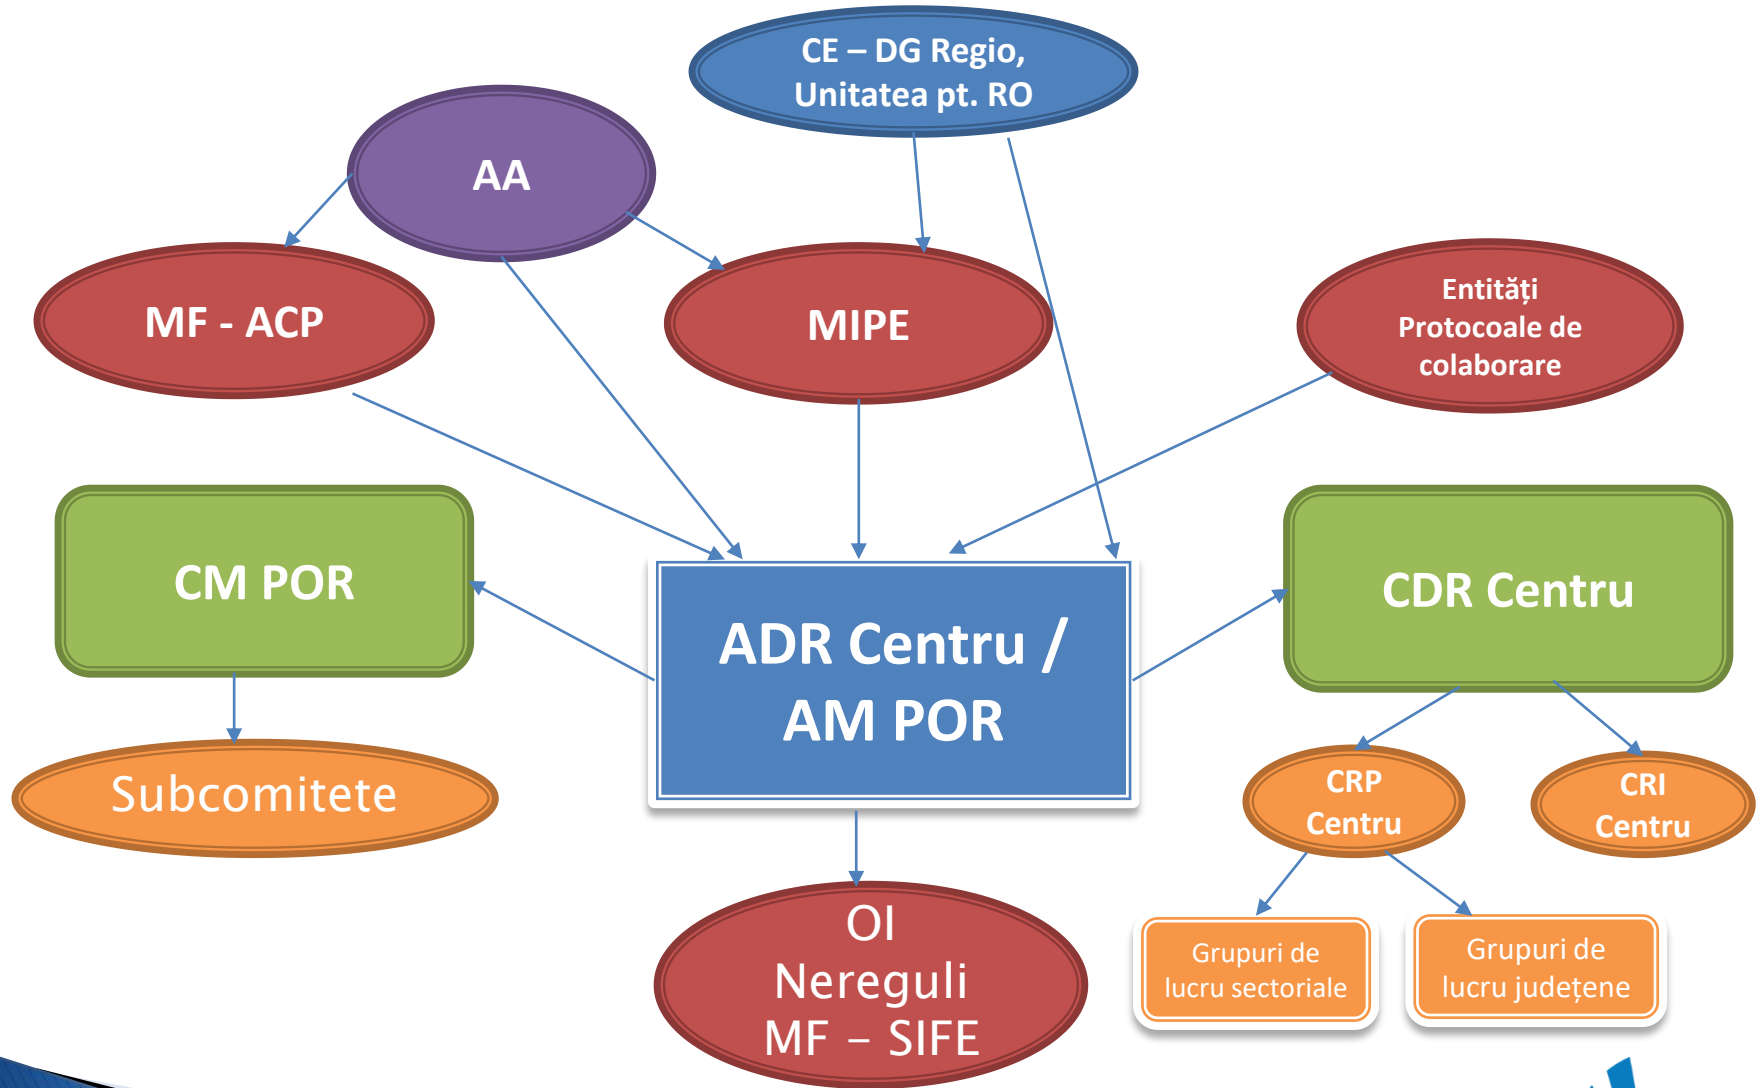 CE – DG Regio,
Unitatea pt. RO
AA
MF - ACP
MIPE
Entități
Protocoale de
colaborare
CM POR
ADR Centru /
AM POR
CDR Centru
Subcomitete
CRP
Centru
CRI
Centru
OI
Nereguli
MF – SIFE
Grupuri de
lucru sectoriale
Grupuri de
lucru județene